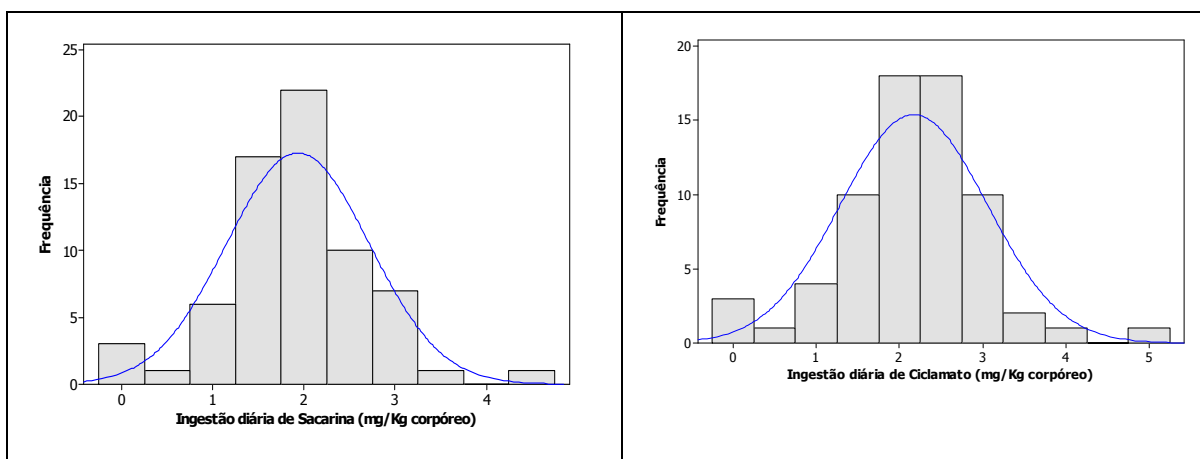 25
20
15
10
5
0
Frequência
0 1 2 3 4
Ingestão diária de Sacarina (mg/Kg corpóreo)
20
15
10
5
0
Frequência
0 1 2 3 4 5
Ingestão diária de Ciclamato (mg/Kg corpóreo)